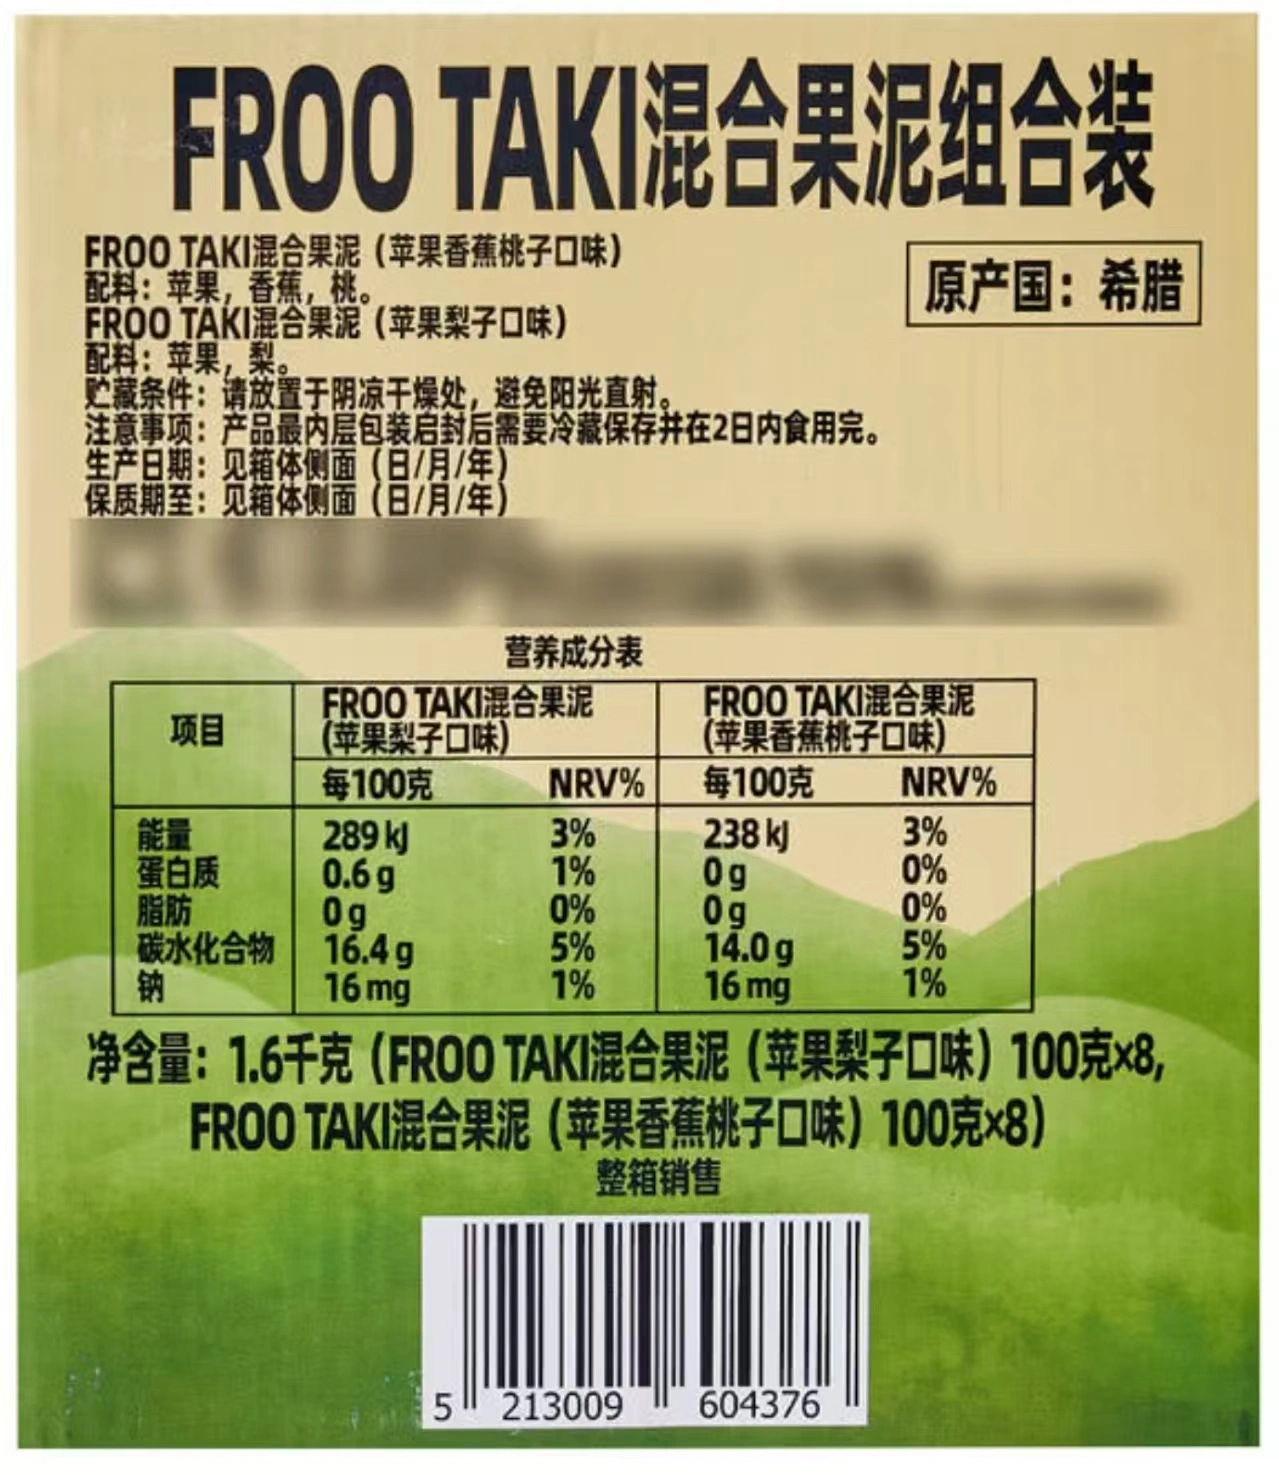 FROO TAKI混合果泥组合装
FROO TAKI混合果泥（苹果香蕉桃子口味）
配料：苹果，香蕉，桃。
FROO TAKI混合果泥（苹果梨子口味）
配料：苹果，梨。
贮藏条件：请放置于阴凉干燥处，避免阳光直射。
注意事项：产品最内层包装启封后需要冷藏保存并在2日内食用完。
生产日期：见箱体侧面（日/月/年）
保质期至：见箱体侧面（日/月/年）
原产国：希腊
营养成分表
项目 FROO TAKI混合果泥 FROO TAKI混合果泥
(苹果梨子口味) (苹果香蕉桃子口味)
每100克 NRV% 每100克 NRV%
能量 289 kJ 3% 238 kJ 3%
蛋白质 0.6 g 1% 0 g 0%
脂肪 0 g 0% 0 g 0%
碳水化合物 16.4 g 5% 14.0 g 5%
钠 16 mg 1% 16 mg 1%
净含量：1.6千克（FROO TAKI混合果泥（苹果梨子口味）100克×8,
FROO TAKI混合果泥（苹果香蕉桃子口味）100克×8）
整箱销售
5 213009 604376